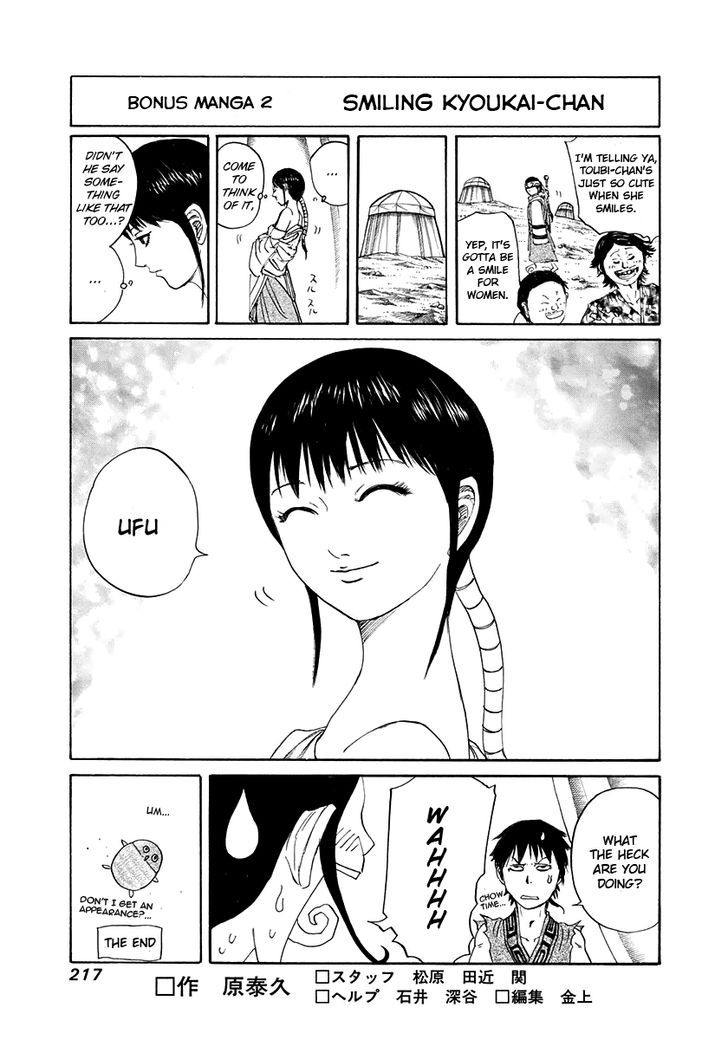 BONUS MANGA 2 SMILING KYOUKAI-CHAN
I'M TELLING YA,
TOUBI-CHAN'S
JUST SO CUTE
WHEN SHE
SMILES.
YEP, IT'S
GOTTA BE
A SMILE
FOR
WOMEN.
...
COME
TO THINK
OF IT,
スル スル
DIDN'T
HE SAY
SOME-
THING
LIKE THAT
TOO...?
...
UFU
WHAT
THE HECK
ARE YOU
DOING?
CHOW
TIME...
WAHHHH
UM...
DON'T I GET AN
APPEARANCE?...
THE END
217
□作 原泰久
□スタッフ 松原 田近 関
□ヘルプ 石井 深谷 □編集 金上